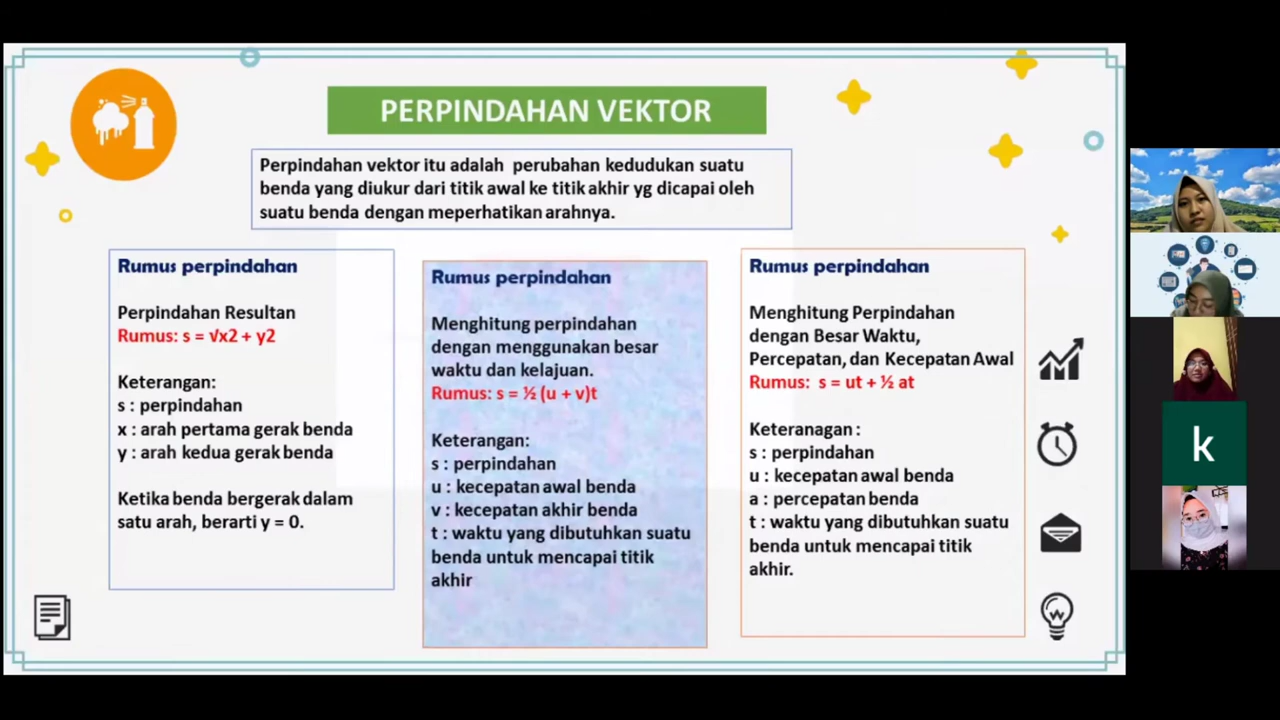 PERPINDAHAN VEKTOR
Perpindahan vektor itu adalah perubahan kedudukan suatu
benda yang diukur dari titik awal ke titik akhir yg dicapai oleh
suatu benda dengan meperhatikan arahnya.
Rumus perpindahan
Perpindahan Resultan
Rumus: s = √x2 + y2
Keterangan:
s : perpindahan
x : arah pertama gerak benda
y : arah kedua gerak benda
Ketika benda bergerak dalam
satu arah, berarti y = 0.
Rumus perpindahan
Menghitung perpindahan
dengan menggunakan besar
waktu dan kelajuan.
Rumus: s = ½ (u + v)t
Keterangan:
s : perpindahan
u : kecepatan awal benda
v : kecepatan akhir benda
t : waktu yang dibutuhkan suatu
benda untuk mencapai titik
akhir
Rumus perpindahan
Menghitung Perpindahan
dengan Besar Waktu,
Percepatan, dan Kecepatan Awal
Rumus: s = ut + ½ at
Keteranagan :
s : perpindahan
u : kecepatan awal benda
a : percepatan benda
t : waktu yang dibutuhkan suatu
benda untuk mencapai titik
akhir.
k